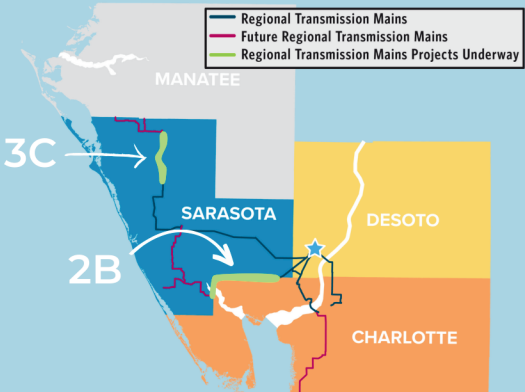 Regional Transmission Mains
Future Regional Transmission Mains
Regional Transmission Mains Projects Underway
MANATEE
3C
SARASOTA
DESOTO
2B
CHARLOTTE